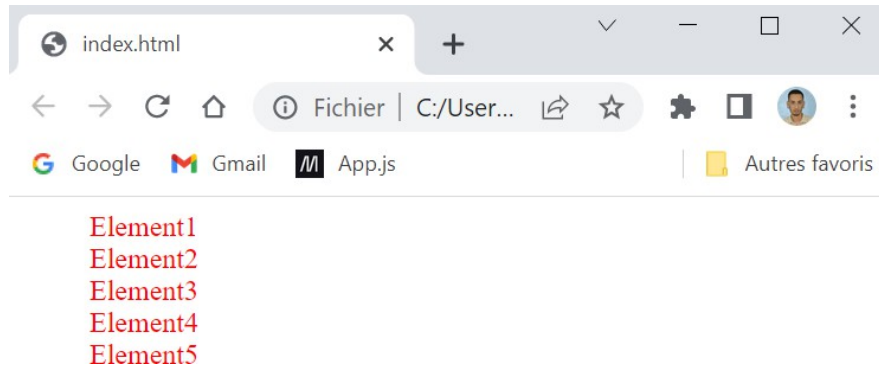 index.html
Fichier C:/User...
Google Gmail App.js Autres favoris
Element1
Element2
Element3
Element4
Element5